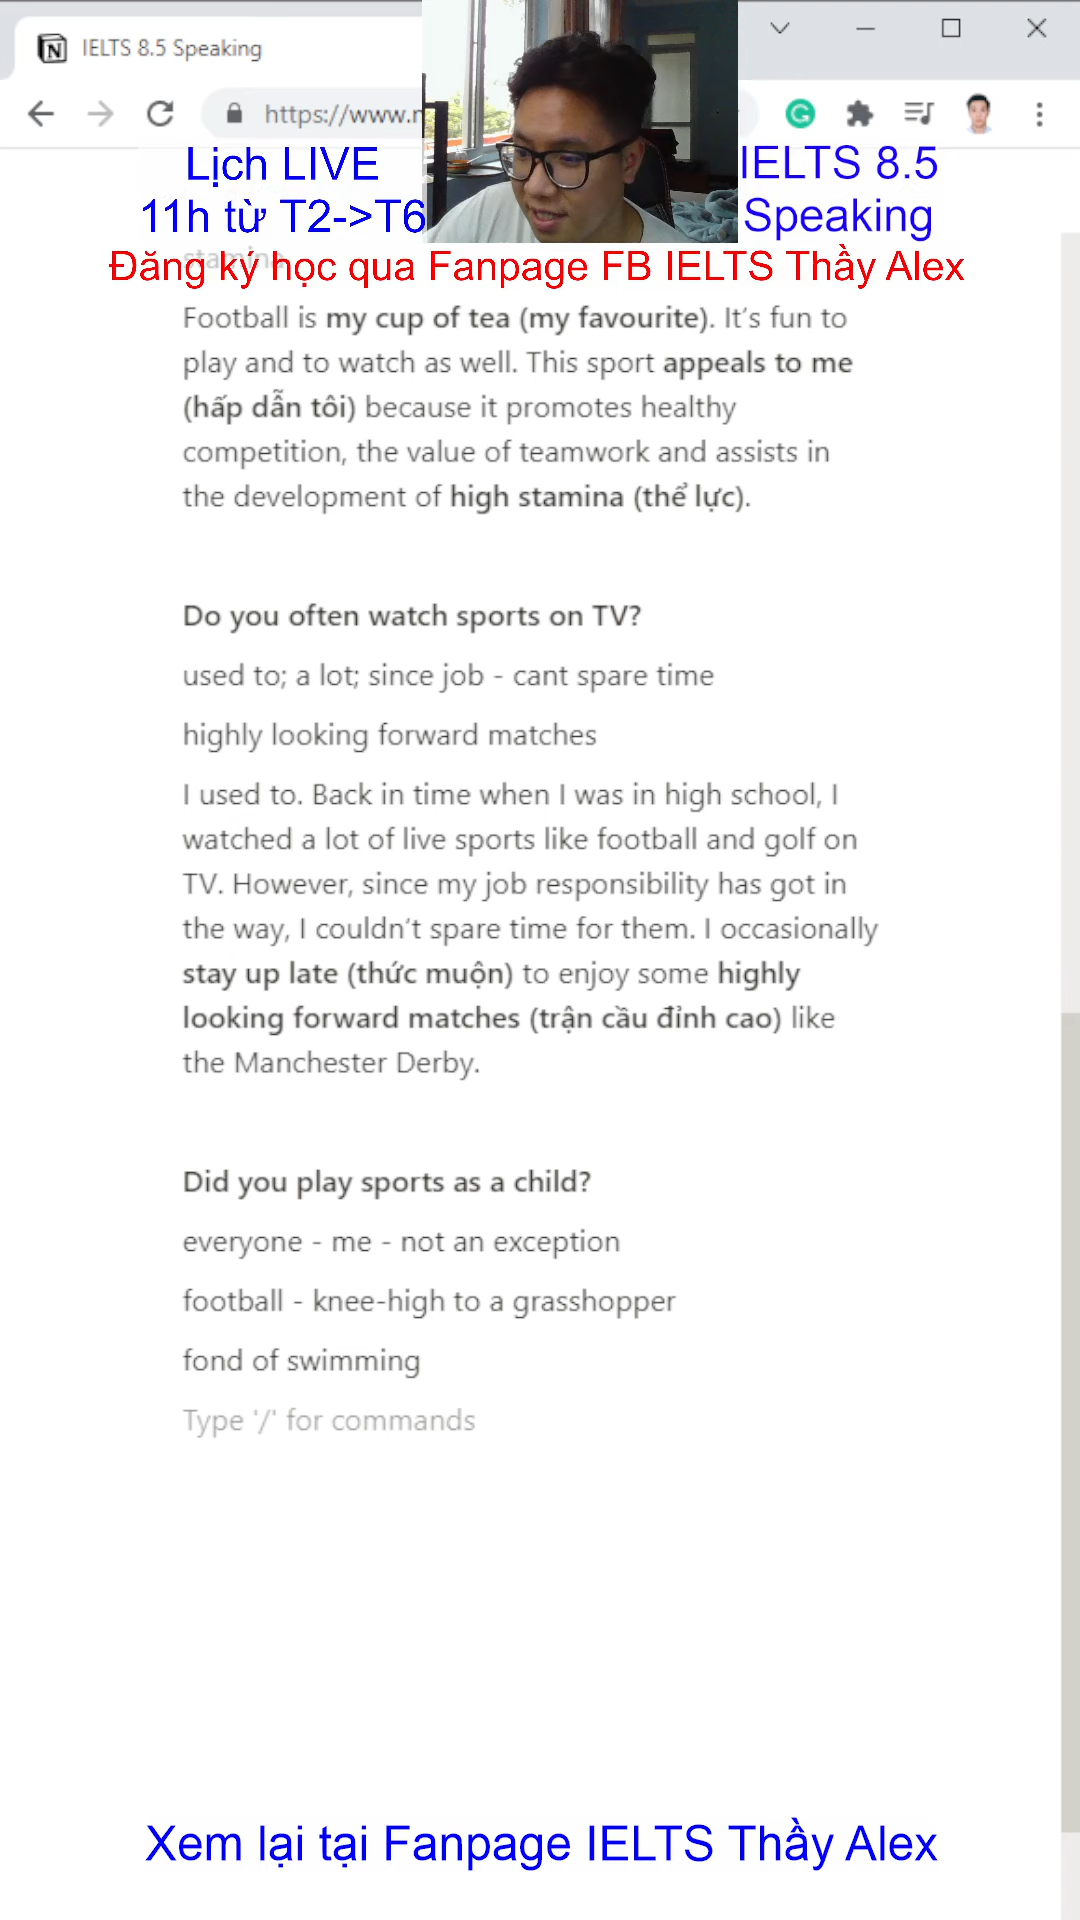 IELTS 8.5 Speaking
https://www.n
Lịch LIVE
11h từ T2->T6
IELTS 8.5
Speaking
stamina
Đăng ký học qua Fanpage FB IELTS Thầy Alex
Football is my cup of tea (my favourite). It's fun to
play and to watch as well. This sport appeals to me
(hấp dẫn tôi) because it promotes healthy
competition, the value of teamwork and assists in
the development of high stamina (thể lực).
Do you often watch sports on TV?
used to; a lot; since job - cant spare time
highly looking forward matches
I used to. Back in time when I was in high school, I
watched a lot of live sports like football and golf on
TV. However, since my job responsibility has got in
the way, I couldn't spare time for them. I occasionally
stay up late (thức muộn) to enjoy some highly
looking forward matches (trận cầu đỉnh cao) like
the Manchester Derby.
Did you play sports as a child?
everyone - me - not an exception
football - knee-high to a grasshopper
fond of swimming
Type '/' for commands
Xem lại tại Fanpage IELTS Thầy Alex